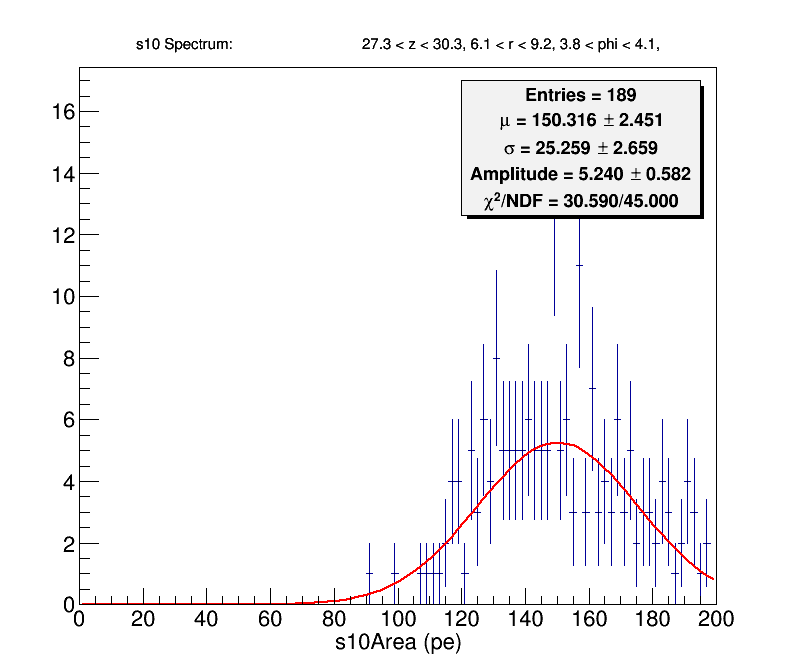 s10 Spectrum: 27.3 < z < 30.3, 6.1 < r < 9.2, 3.8 < phi < 4.1,
Entries = 189
μ = 150.316 ± 2.451
σ = 25.259 ± 2.659
Amplitude = 5.240 ± 0.582
χ²/NDF = 30.590/45.000
16
14
12
10
8
6
4
2
0
0 20 40 60 80 100 120 140 160 180 200
s10Area (pe)